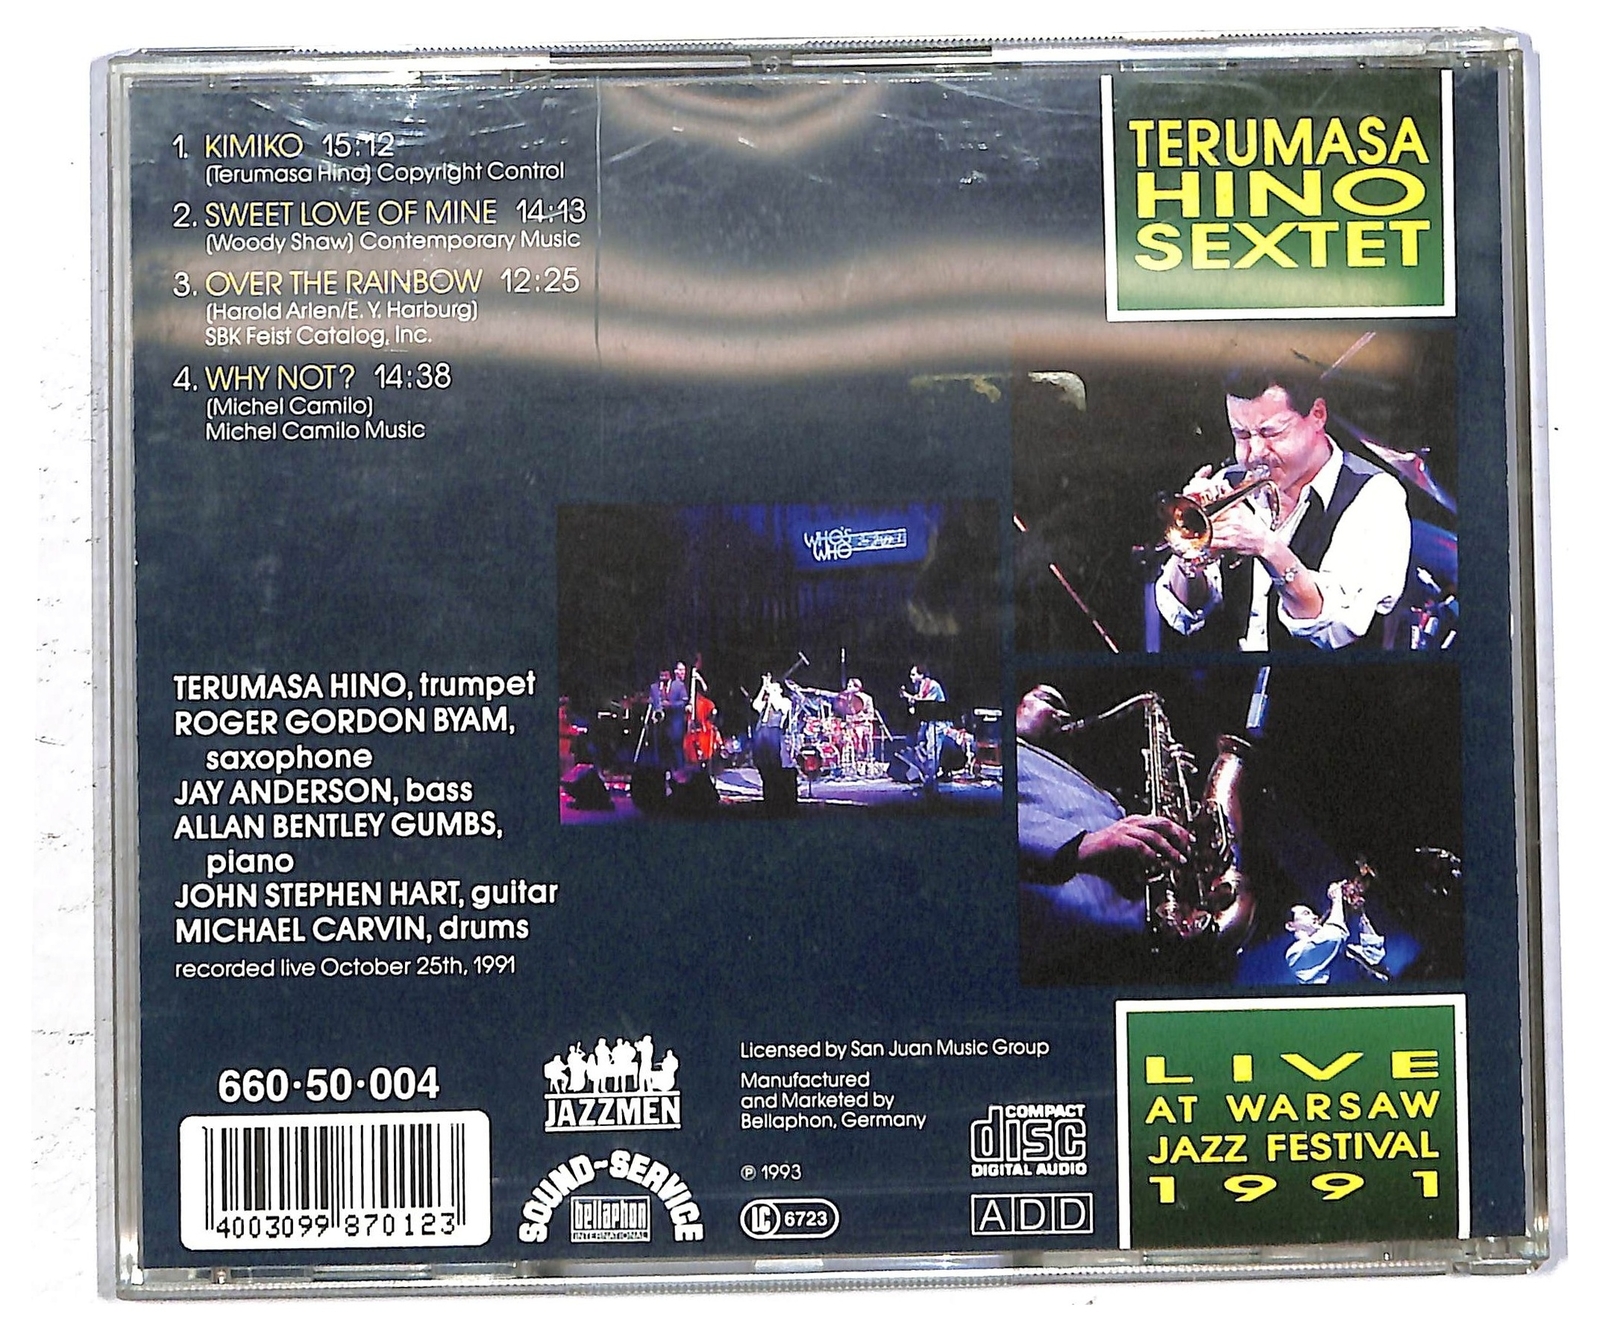 1. KIMIKO 15:12
(Terumasa Hino) Copyright Control
2. SWEET LOVE OF MINE 14:13
(Woody Shaw) Contemporary Music
3. OVER THE RAINBOW 12:25
(Harold Arlen/E. Y. Harburg)
SBK Feist Catalog, Inc.
4. WHY NOT? 14:38
(Michel Camilo)
Michel Camilo Music
TERUMASA
HINO
SEXTET
WHO'S
WHO
TERUMASA HINO, trumpet
ROGER GORDON BYAM,
saxophone
JAY ANDERSON, bass
ALLAN BENTLEY GUMBS,
piano
JOHN STEPHEN HART, guitar
MICHAEL CARVIN, drums
recorded live October 25th, 1991
660·50·004
4003099 870123
JAZZMEN
SOUND-SERVICE
bellaphon
INTERNATIONAL
Licensed by San Juan Music Group
Manufactured
and Marketed by
Bellaphon, Germany
℗ 1993
LC 6723
COMPACT
disc
DIGITAL AUDIO
ADD
LIVE
AT WARSAW
JAZZ FESTIVAL
1991